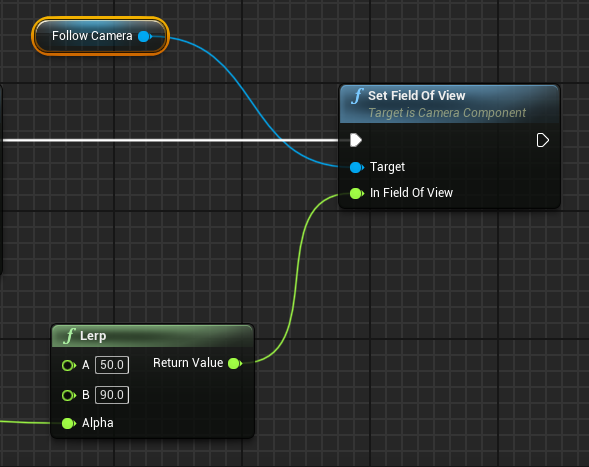 Follow Camera
f Set Field Of View
Target is Camera Component
Target
In Field Of View
f Lerp
A 50.0 Return Value
B 90.0
Alpha